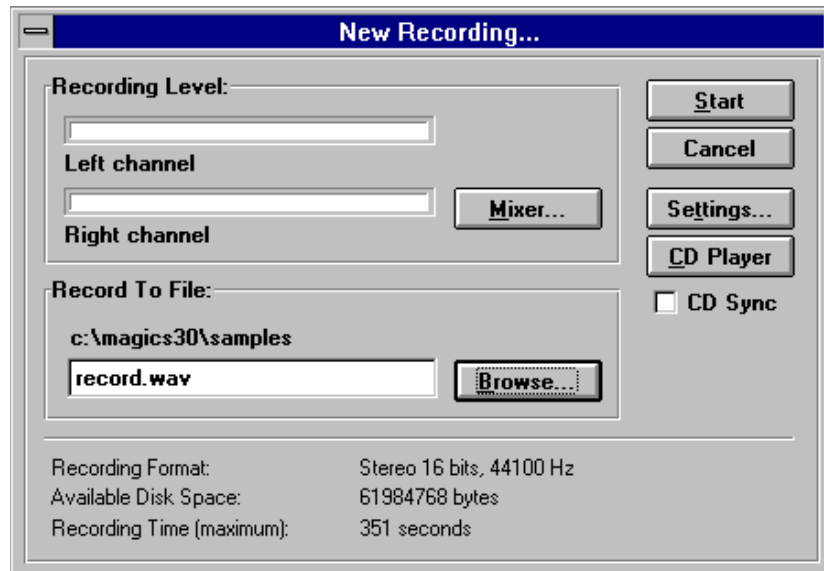 New Recording...
Recording Level:
Left channel
Right channel
Mixer...
Start
Cancel
Settings...
CD Player
CD Sync
Record To File:
c:\magics30\samples
record.wav
Browse...
Recording Format: Stereo 16 bits, 44100 Hz
Available Disk Space: 61984768 bytes
Recording Time (maximum): 351 seconds